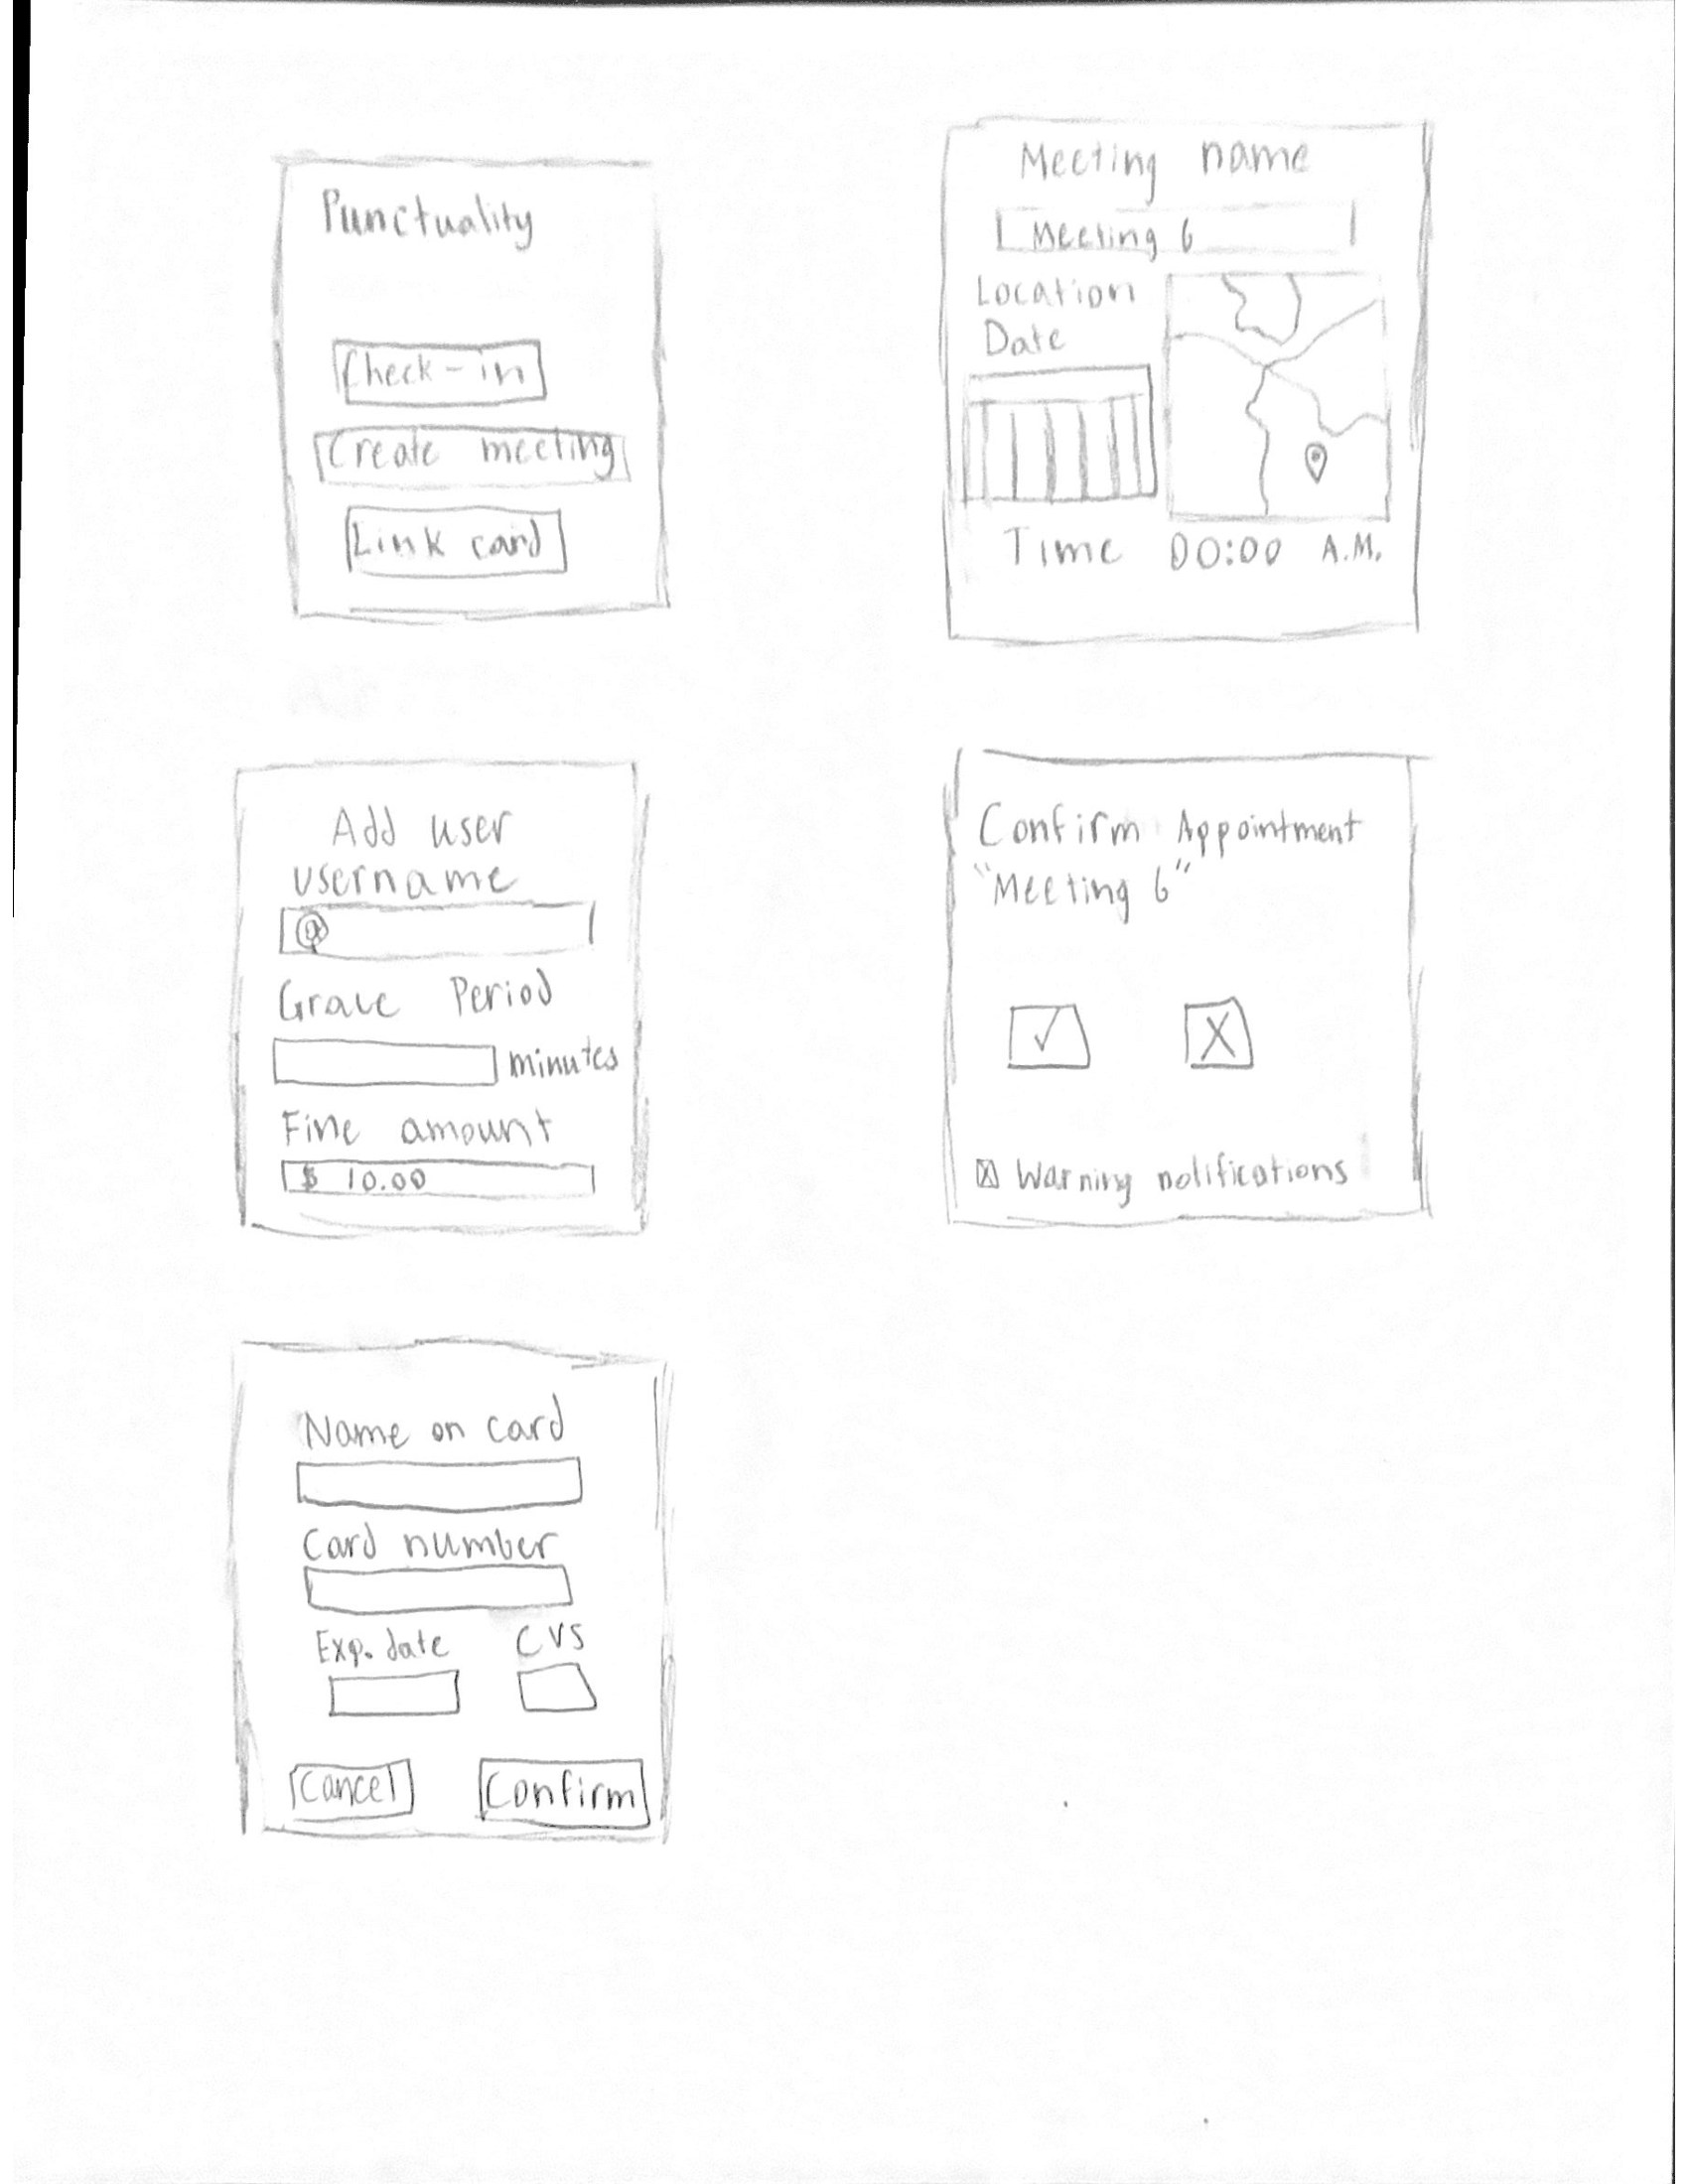 Punctuality
Check-in
Create meeting
Link card
Meeting name
Meeting 6
Location
Date
Time 00:00 A.M.
Add user
username
@
Grace Period
minutes
Fine amount
$ 10.00
Confirm Appointment
"Meeting 6"
✓ X
☒ Warning notifications
Name on card
Card number
Exp. date CVS
Cancel Confirm